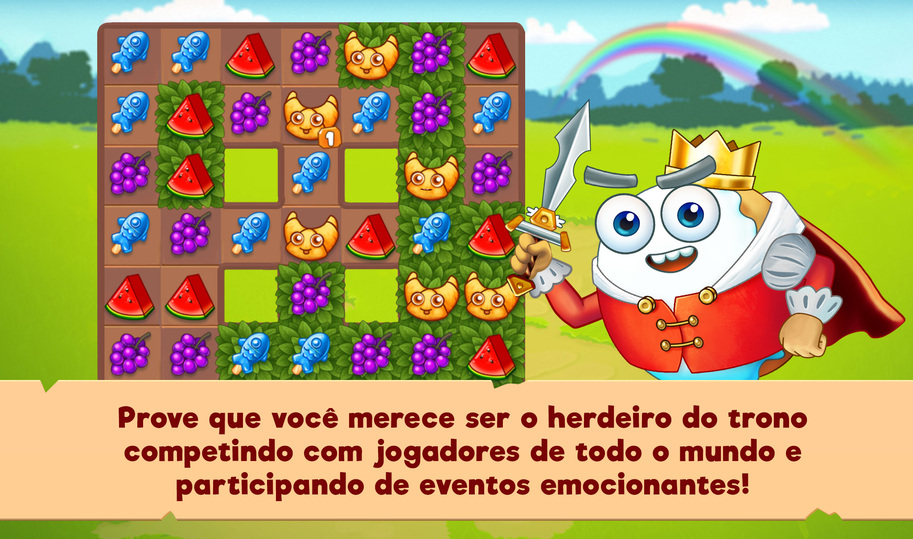 1
Prove que você merece ser o herdeiro do trono
competindo com jogadores de todo o mundo e
participando de eventos emocionantes!